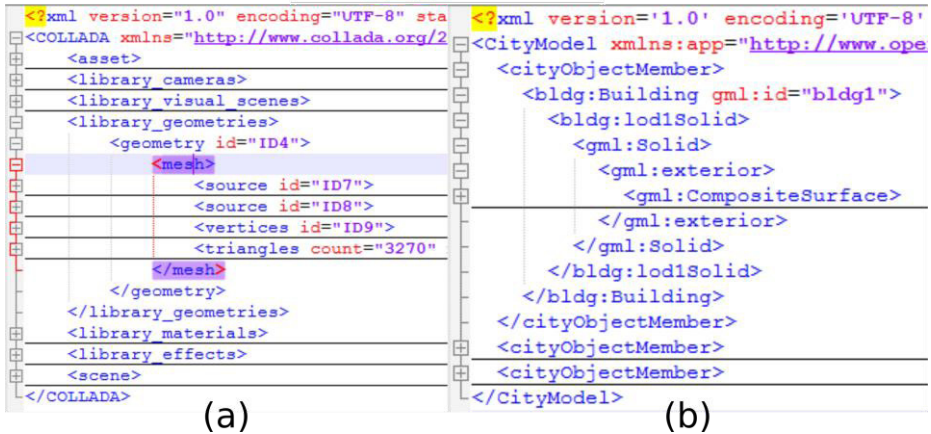 <?xml version="1.0" encoding="UTF-8" sta
<COLLADA xmlns="http://www.collada.org/2
<asset>
<library_cameras>
<library_visual_scenes>
<library_geometries>
<geometry id="ID4">
<mesh>
<source id="ID7">
<source id="ID8">
<vertices id="ID9">
<triangles count="3270"
</mesh>
</geometry>
</library_geometries>
<library_materials>
<library_effects>
<scene>
</COLLADA>
(a)
<?xml version='1.0' encoding='UTF-8'
<CityModel xmlns:app="http://www.ope
<cityObjectMember>
<bldg:Building gml:id="bldg1">
<bldg:lod1Solid>
<gml:Solid>
<gml:exterior>
<gml:CompositeSurface>
</gml:exterior>
</gml:Solid>
</bldg:lod1Solid>
</bldg:Building>
</cityObjectMember>
<cityObjectMember>
<cityObjectMember>
</CityModel>
(b)